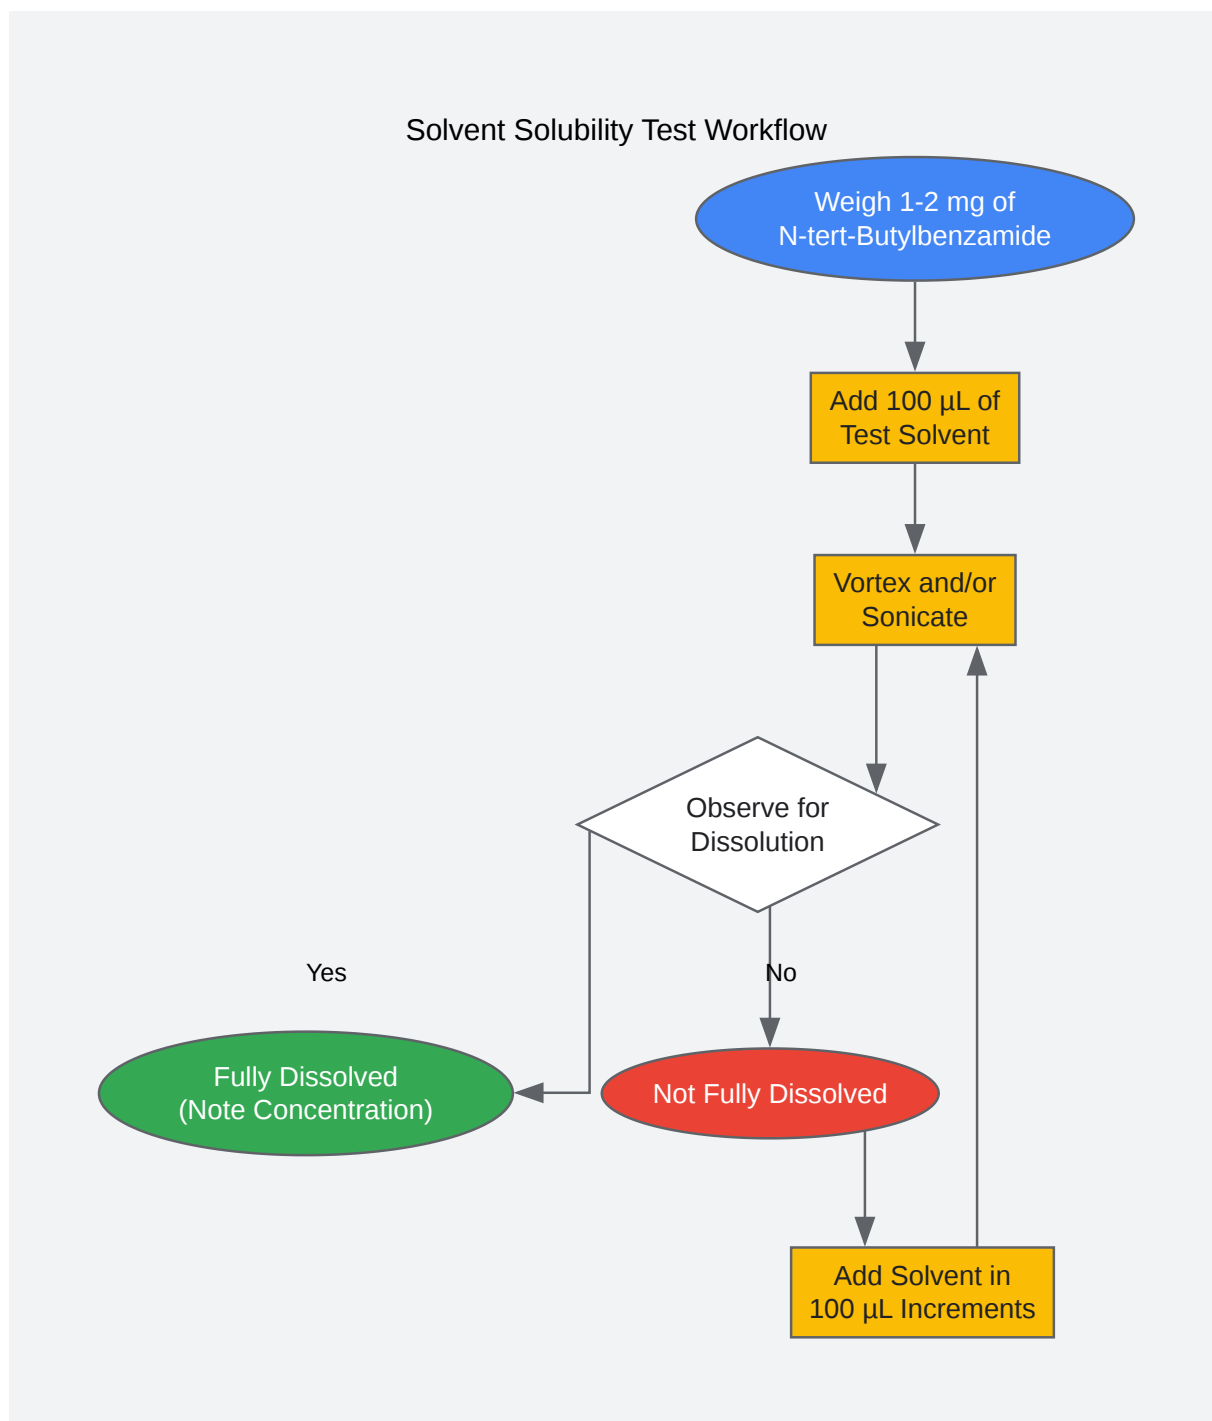 Solvent Solubility Test Workflow
Weigh 1-2 mg of
N-tert-Butylbenzamide
Add 100 µL of
Test Solvent
Vortex and/or
Sonicate
Observe for
Dissolution
Yes
No
Fully Dissolved
(Note Concentration)
Not Fully Dissolved
Add Solvent in
100 µL Increments